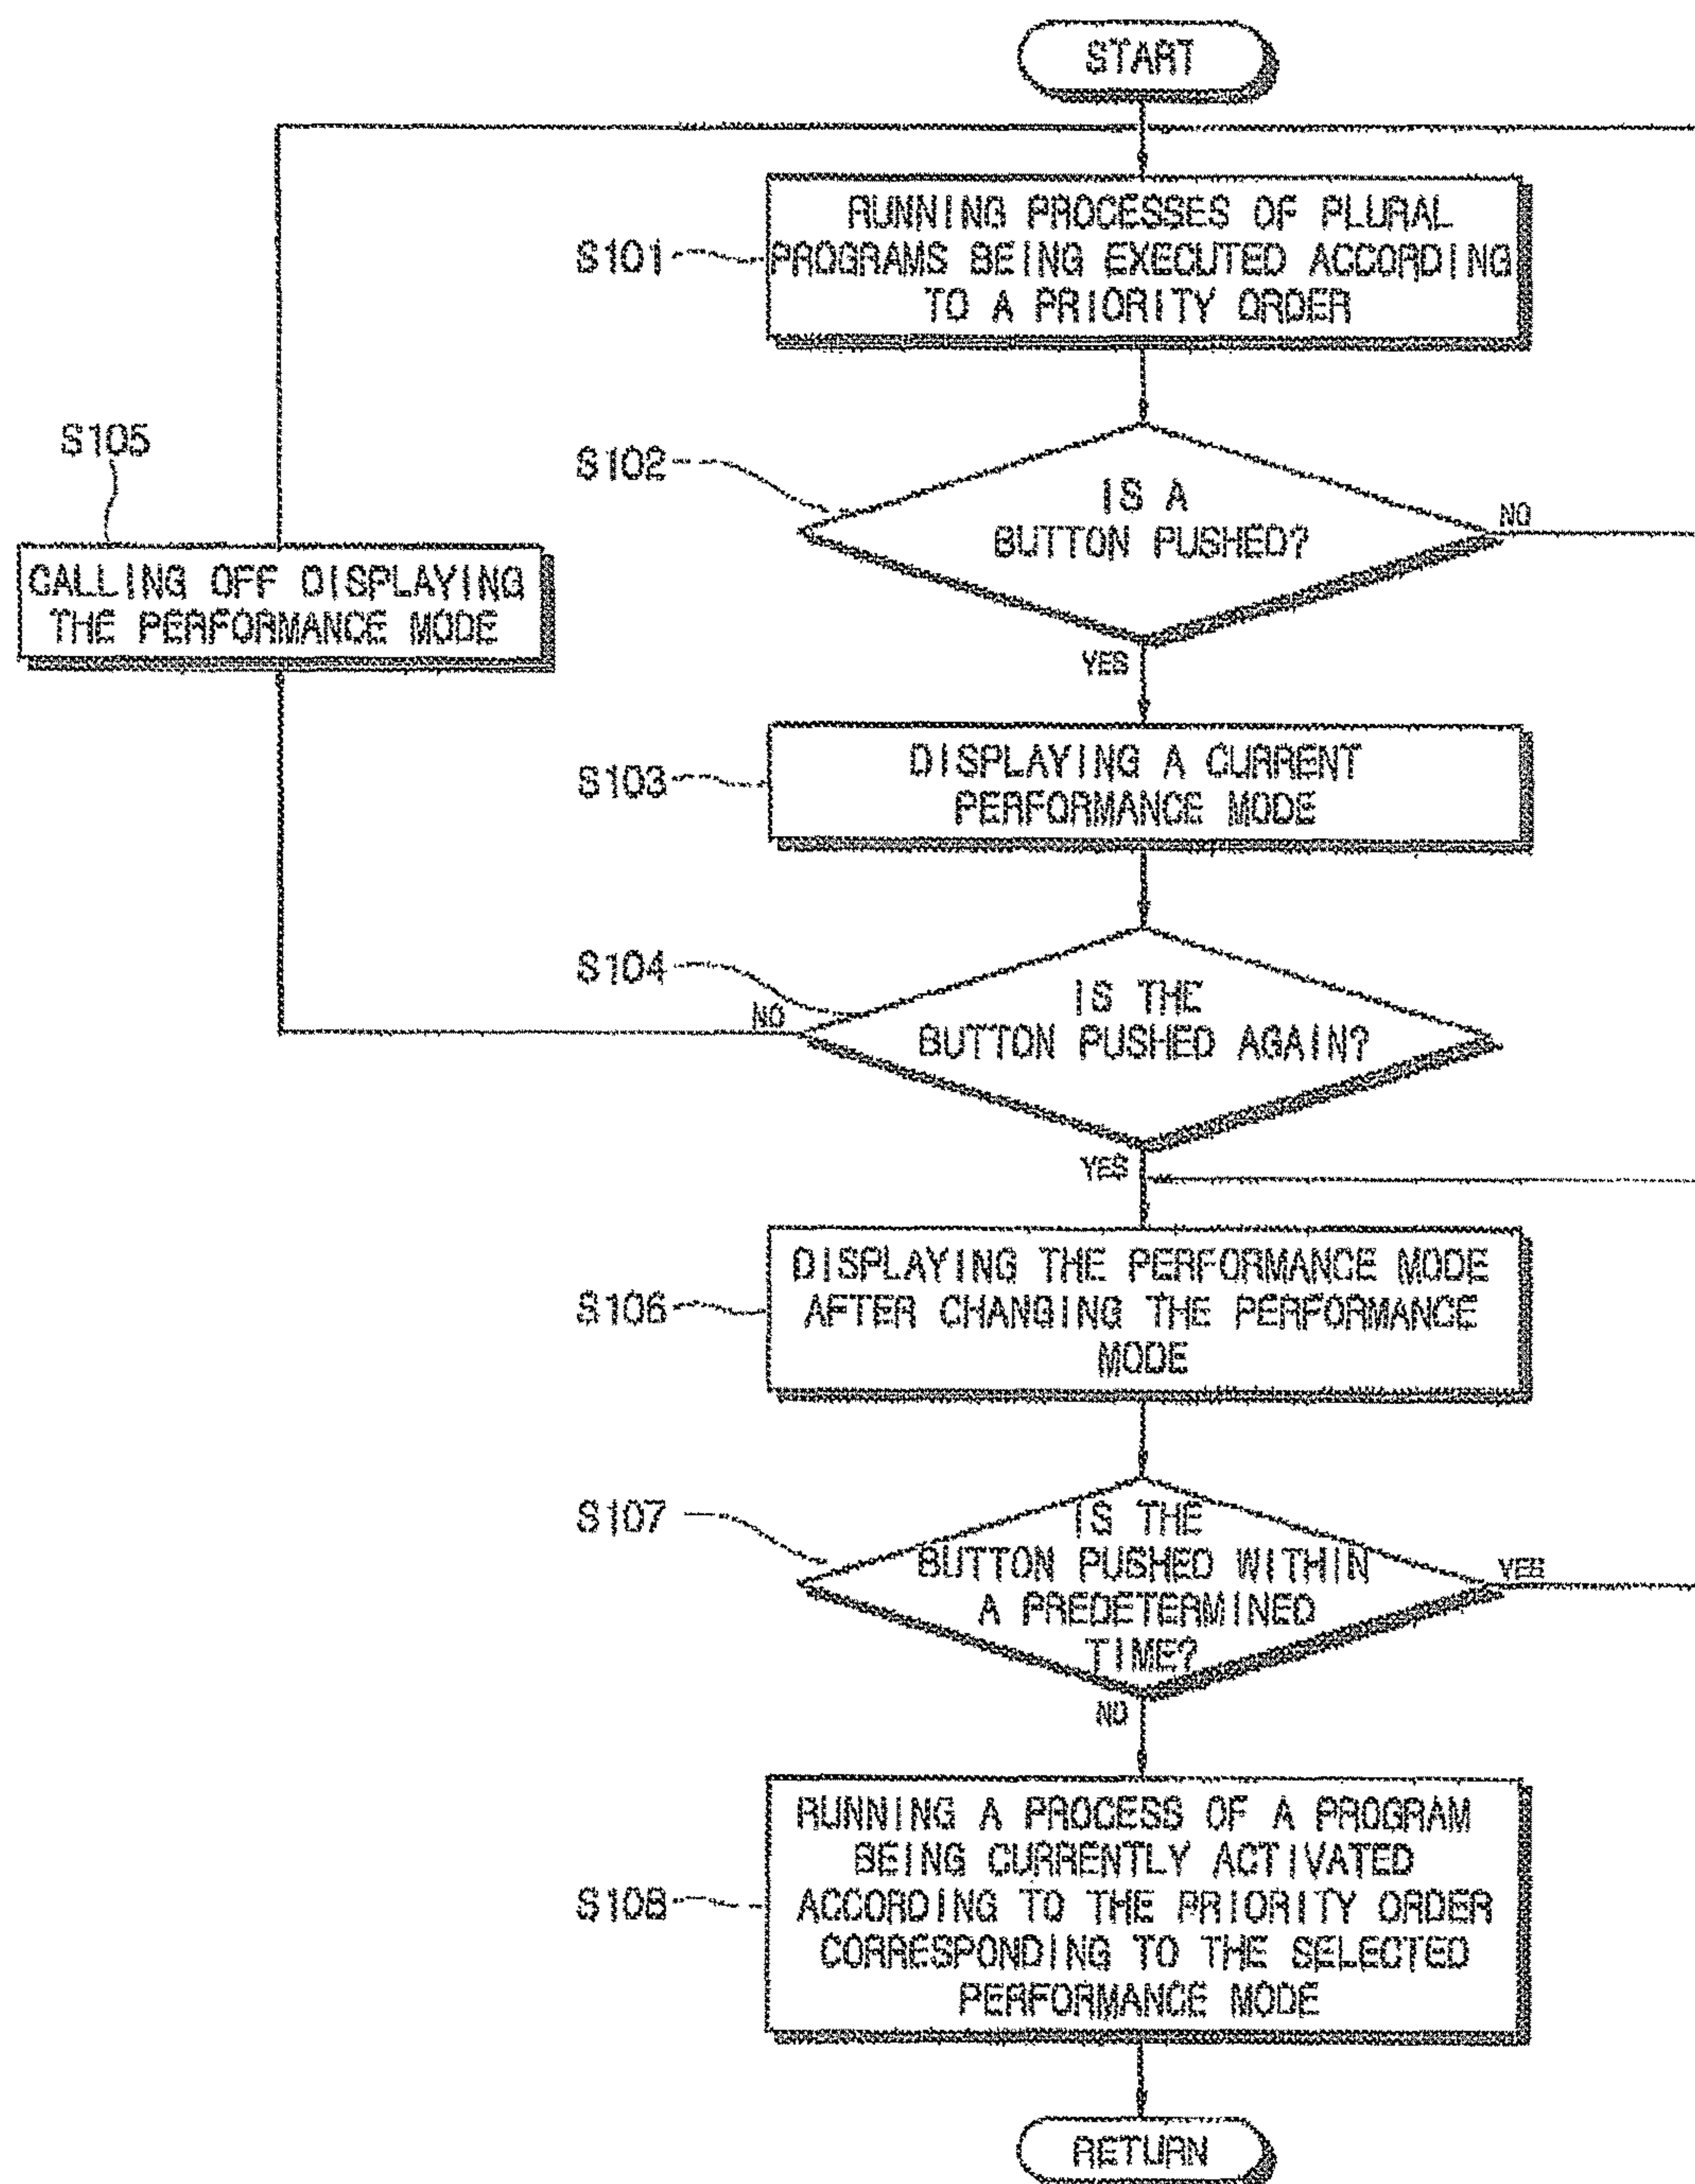 START
S101
RUNNING PROCESSES OF PLURAL
PROGRAMS BEING EXECUTED ACCORDING
TO A PRIORITY ORDER
S105
CALLING OFF DISPLAYING
THE PERFORMANCE MODE
S102
IS A
BUTTON PUSHED?
NO
YES
S103
DISPLAYING A CURRENT
PERFORMANCE MODE
S104
IS THE
BUTTON PUSHED AGAIN?
NO
YES
S106
DISPLAYING THE PERFORMANCE MODE
AFTER CHANGING THE PERFORMANCE
MODE
S107
IS THE
BUTTON PUSHED WITHIN
A PREDETERMINED
TIME?
YES
NO
S108
RUNNING A PROCESS OF A PROGRAM
BEING CURRENTLY ACTIVATED
ACCORDING TO THE PRIORITY ORDER
CORRESPONDING TO THE SELECTED
PERFORMANCE MODE
RETURN